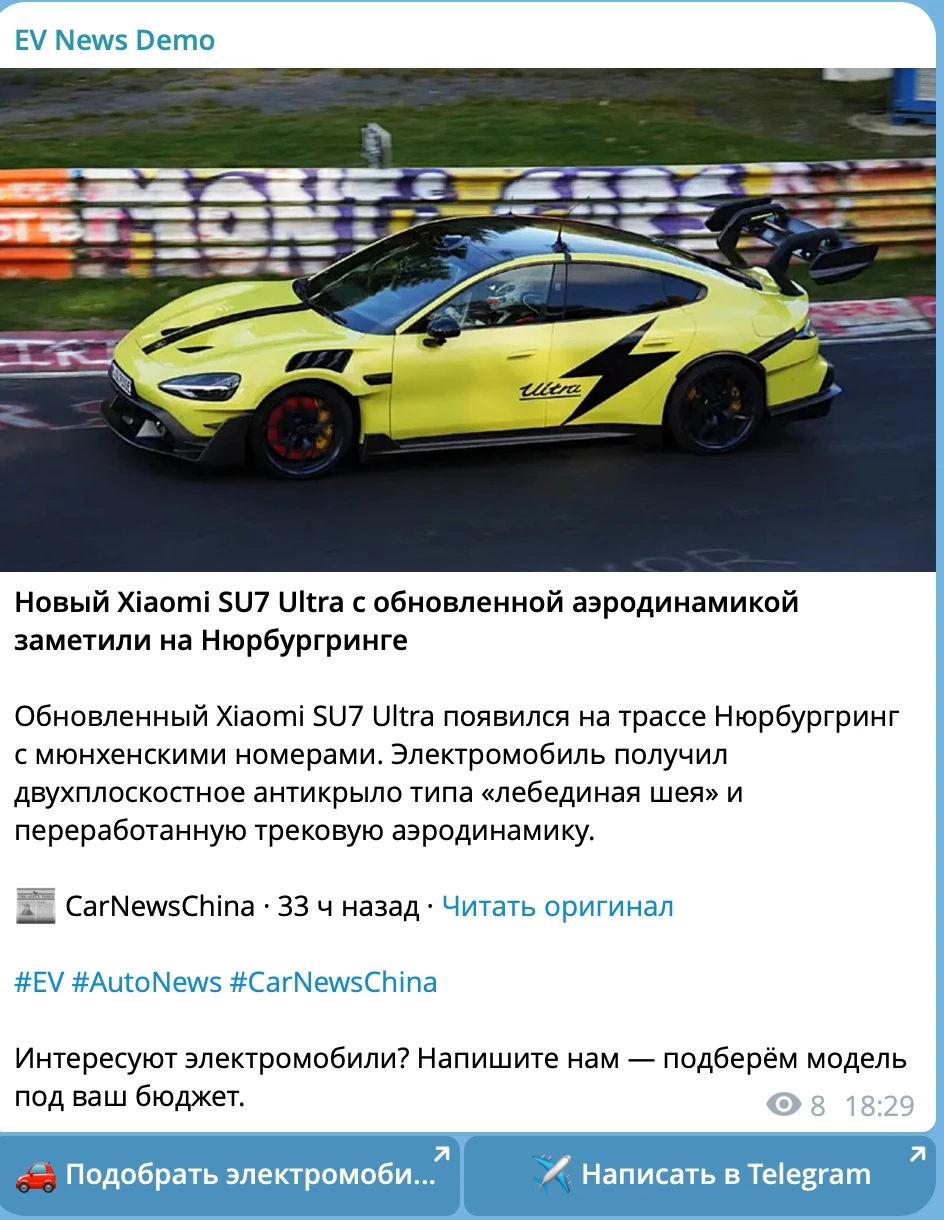 EV News Demo
Ultra
Новый Xiaomi SU7 Ultra с обновленной аэродинамикой
заметили на Нюрбургринге
Обновленный Xiaomi SU7 Ultra появился на трассе Нюрбургринг
с мюнхенскими номерами. Электромобиль получил
двухплоскостное антикрыло типа «лебединая шея» и
переработанную трековую аэродинамику.
CarNewsChina · 33 ч назад · Читать оригинал
#EV #AutoNews #CarNewsChina
Интересуют электромобили? Напишите нам — подберём модель
под ваш бюджет.
8 18:29
Подобрать электромоби...
Написать в Telegram